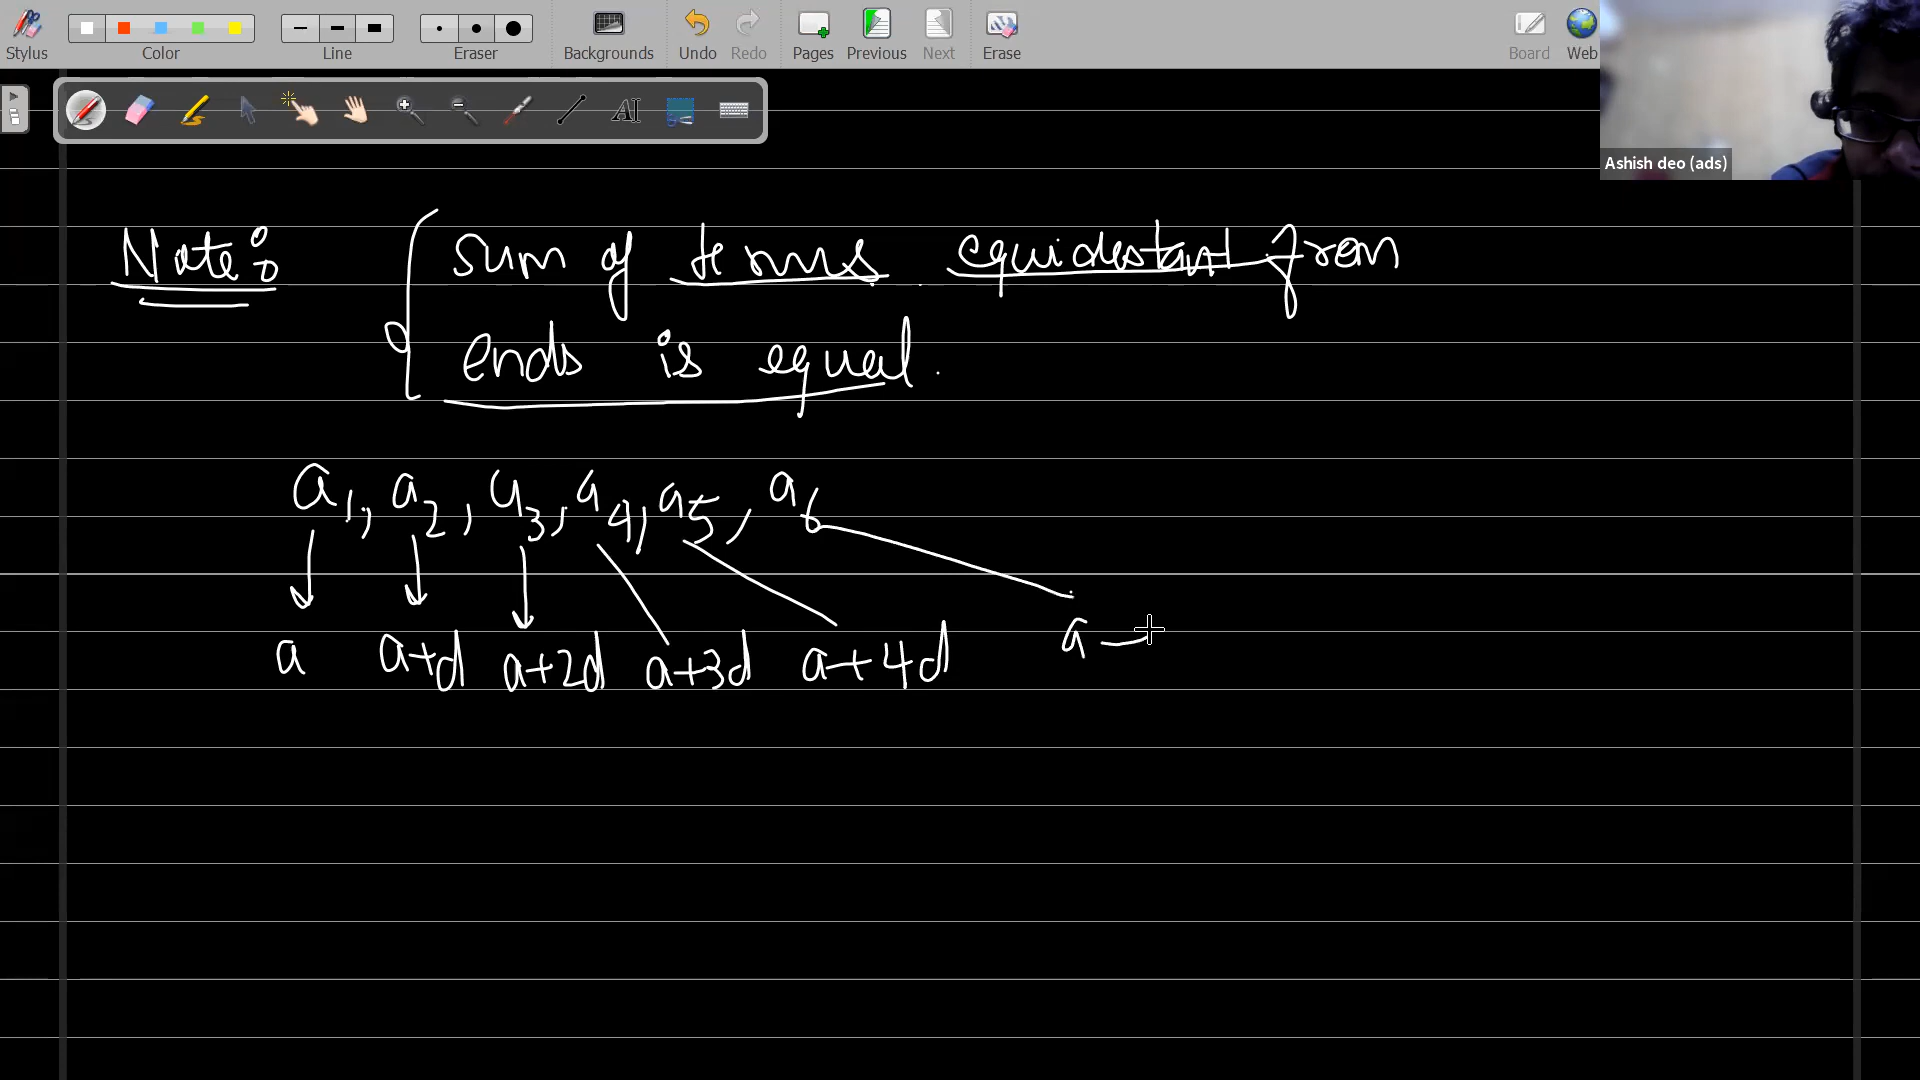 Stylus Color Line Eraser Backgrounds Undo Redo Pages Previous Next Erase Board Web
AI
Ashish deo (ads)
Note: sum of terms equidistant from
ends is equal.
a1, a2, a3, a4, a5, a6
a a+d a+2d a+3d a+4d a -